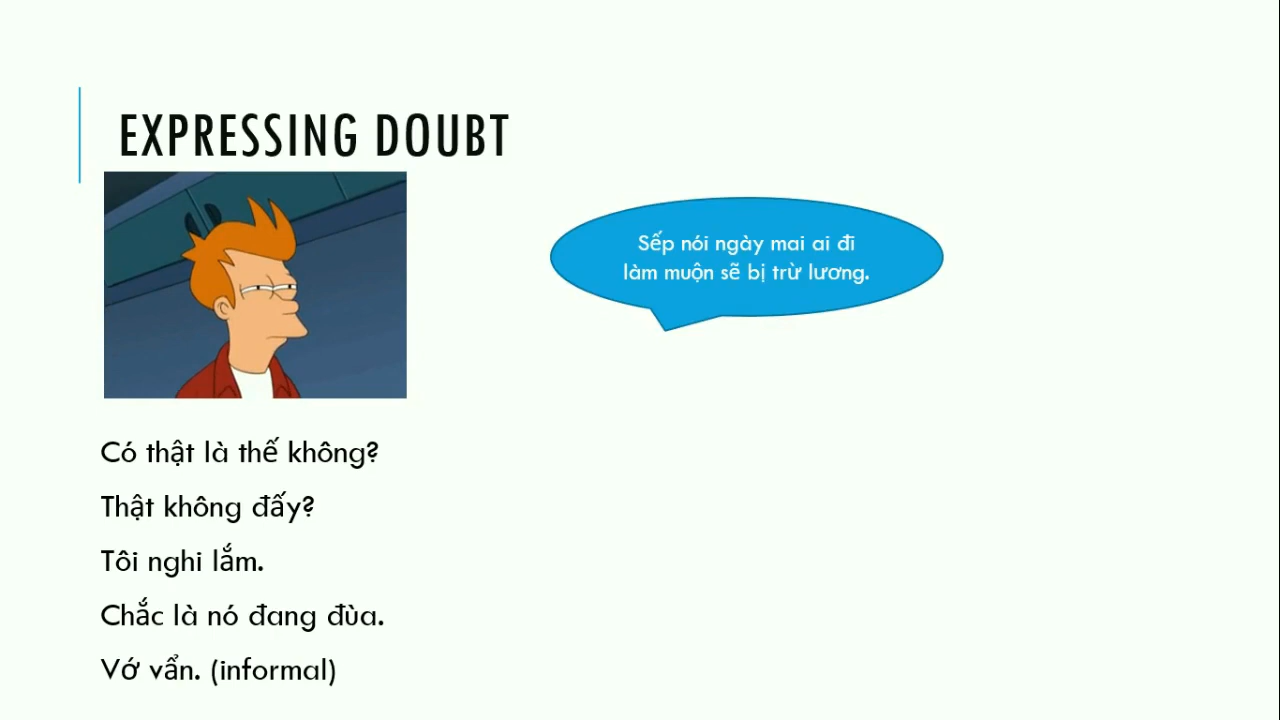 EXPRESSING DOUBT
Sếp nói ngày mai ai đi
làm muộn sẽ bị trừ lương.
Có thật là thế không?
Thật không đấy?
Tôi nghi lắm.
Chắc là nó đang đùa.
Vớ vẩn. (informal)